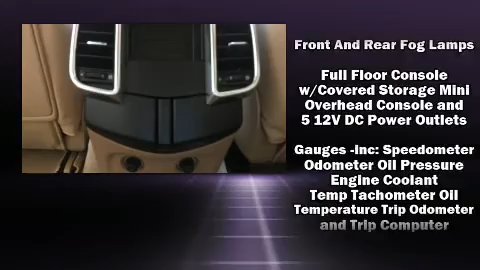 Front And Rear Fog Lamps
Full Floor Console
w/Covered Storage Mini
Overhead Console and
5 12V DC Power Outlets
Gauges -inc: Speedometer
Odometer Oil Pressure
Engine Coolant
Temp Tachometer Oil
Temperature Trip Odometer
and Trip Computer